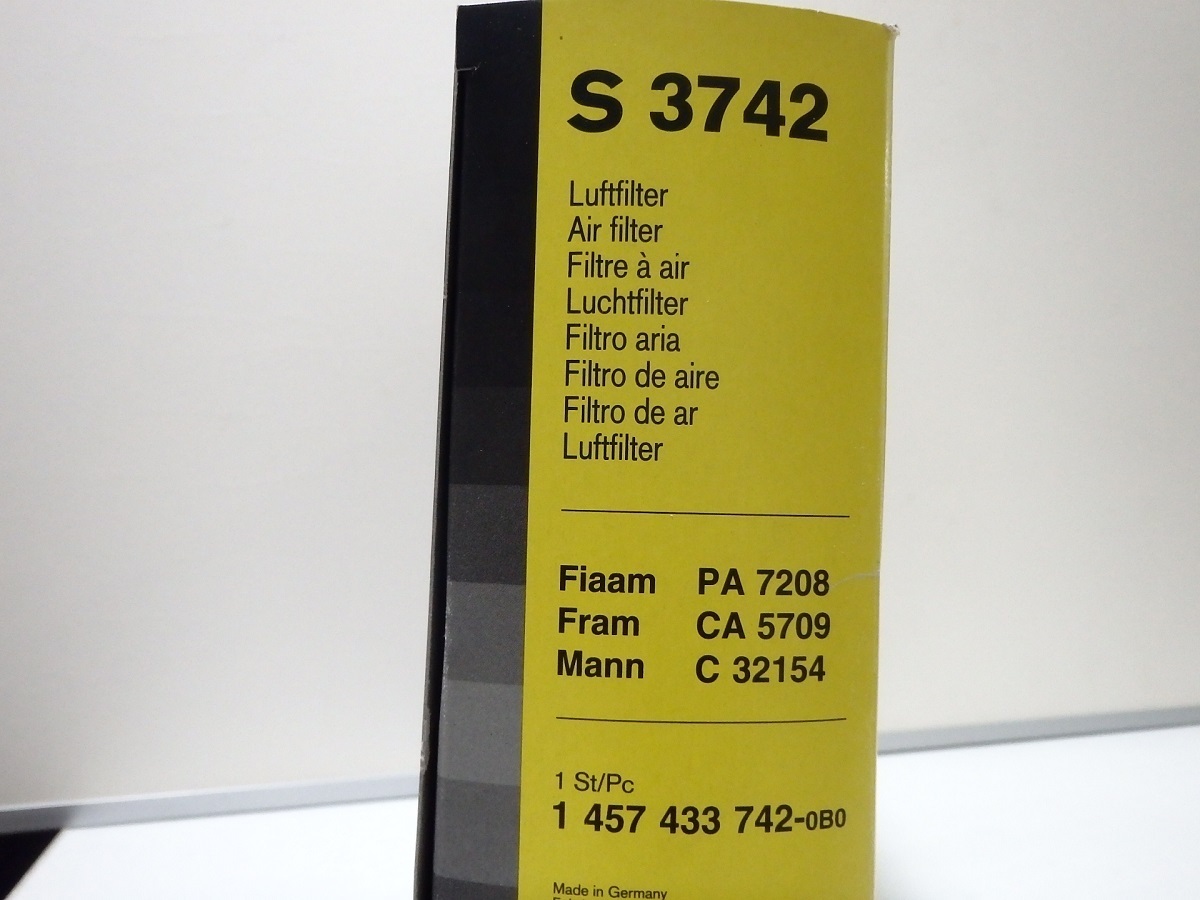 S 3742
Luftfilter
Air filter
Filtre à air
Luchtfilter
Filtro aria
Filtro de aire
Filtro de ar
Luftfilter
Fiaam PA 7208
Fram CA 5709
Mann C 32154
1 St/Pc
1 457 433 742-0B0
Made in Germany